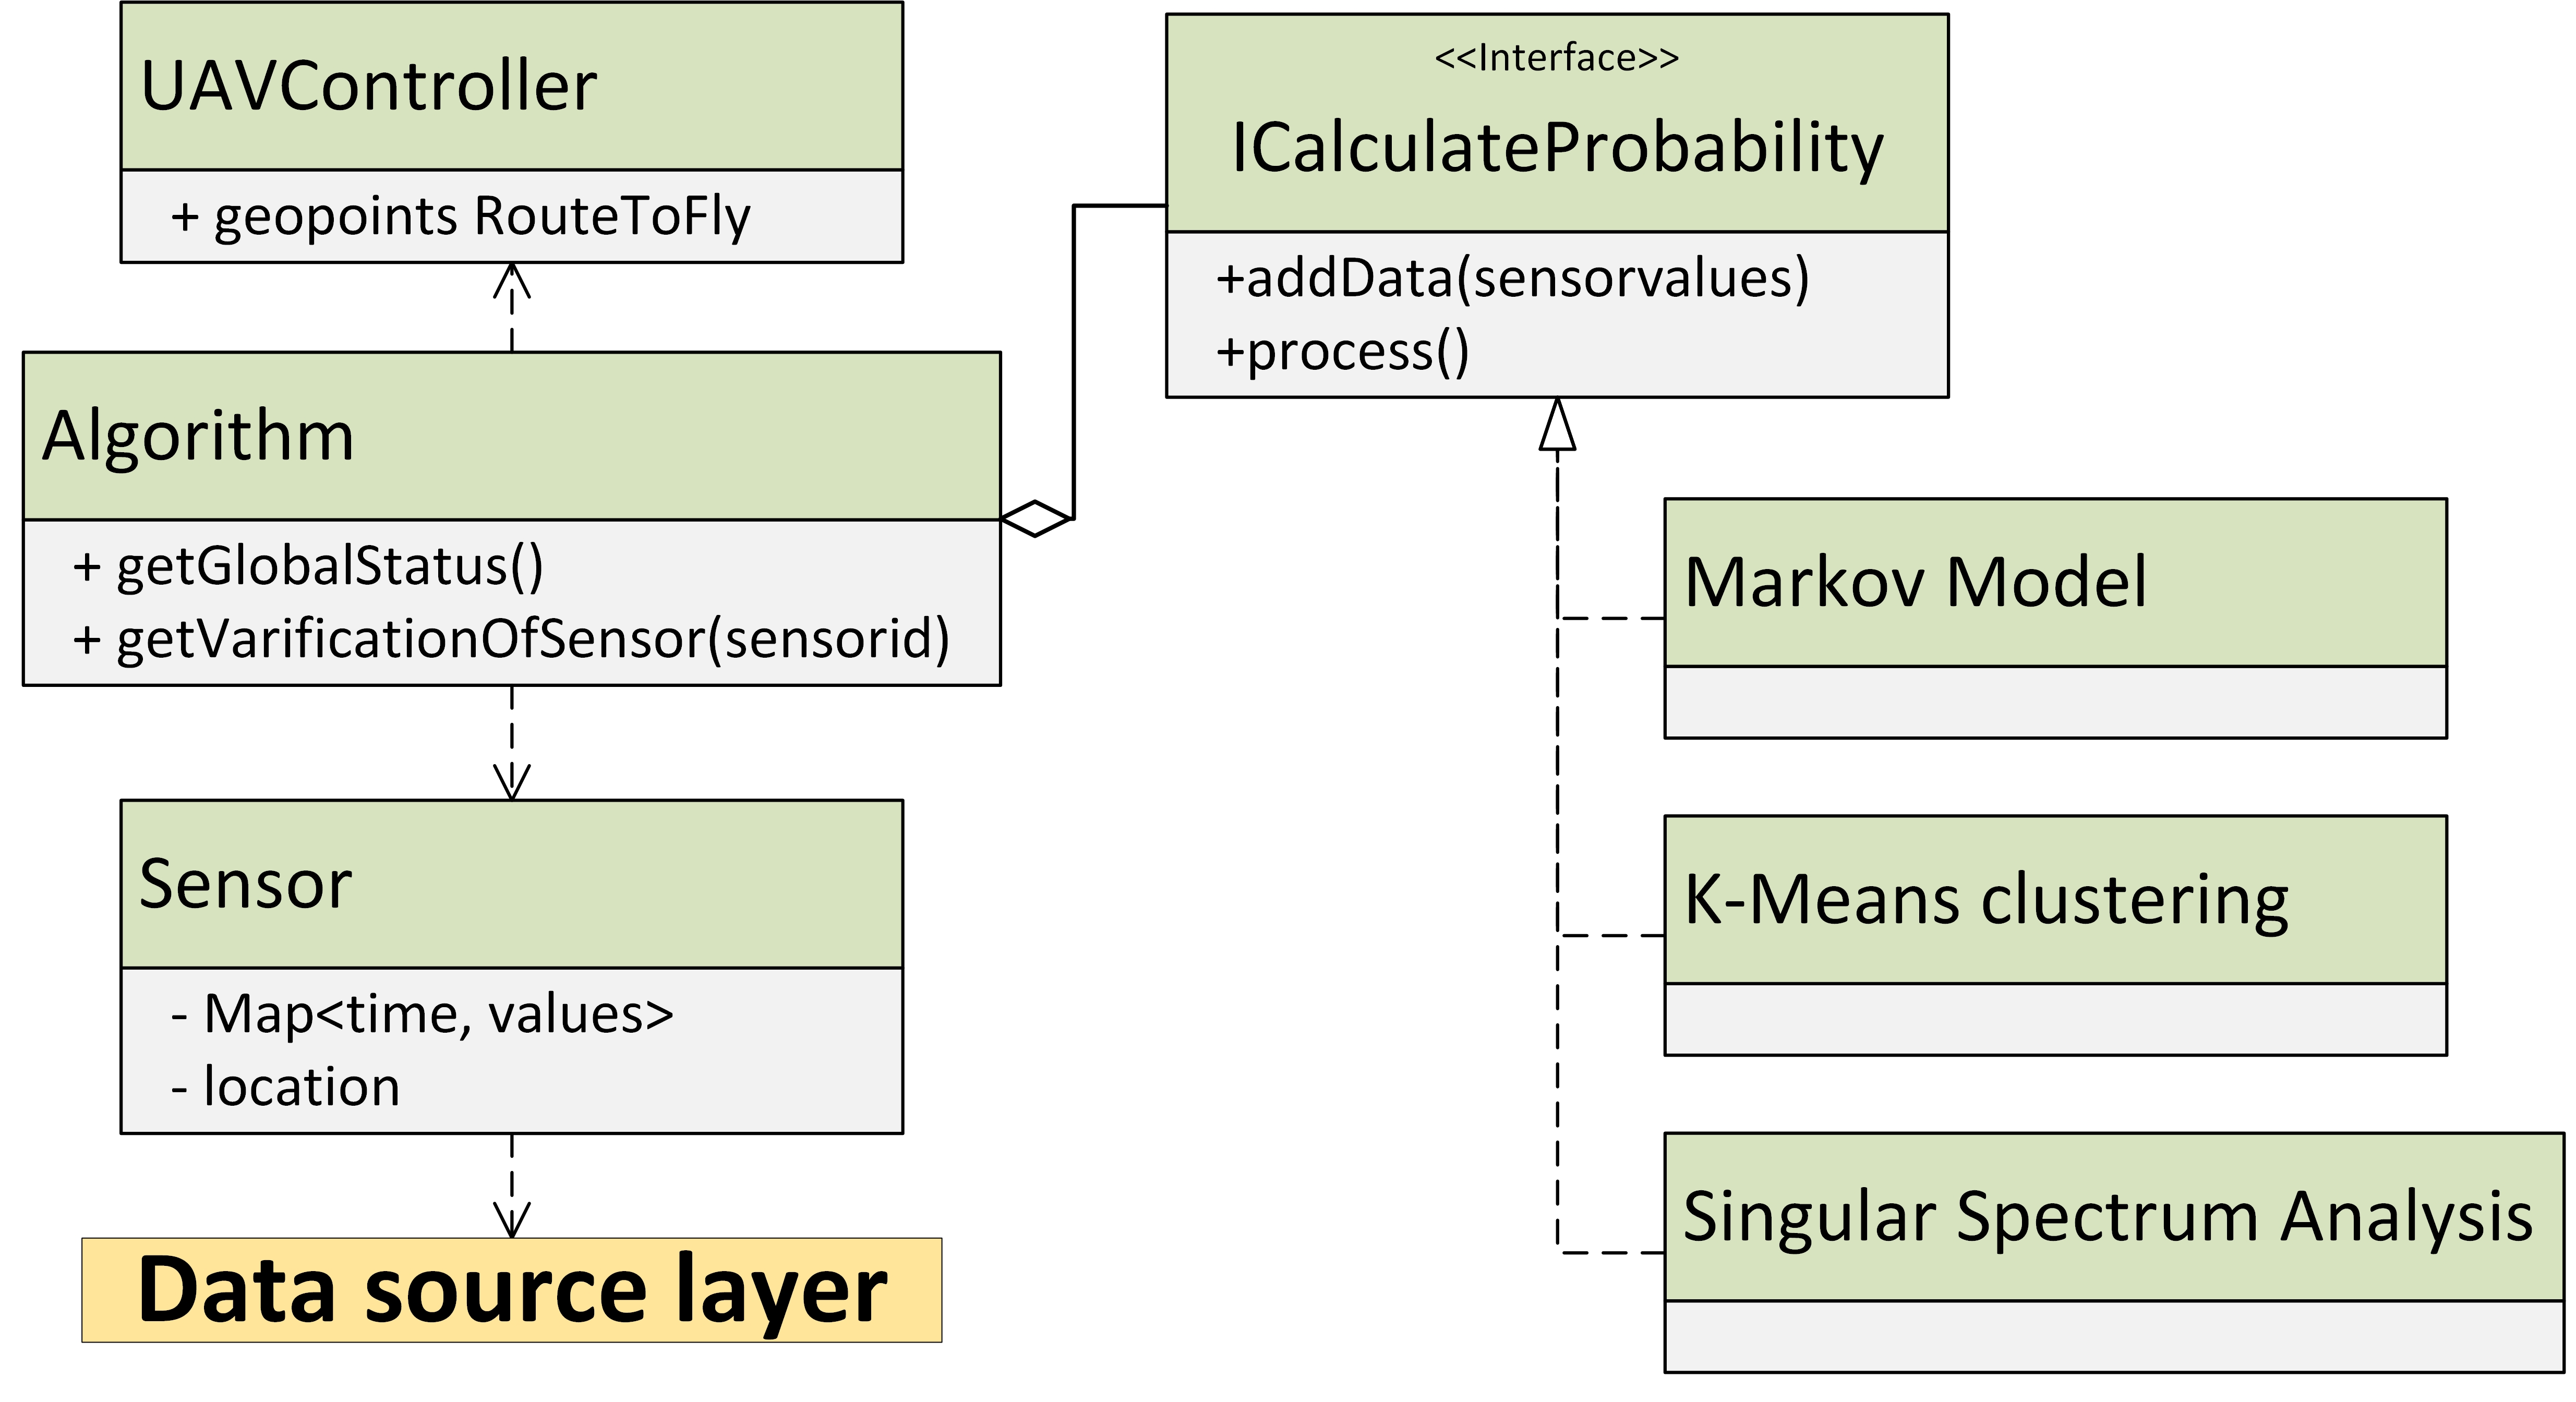 UAVController
+ geopoints RouteToFly
Algorithm
+ getGlobalStatus()
+ getVarificationOfSensor(sensorid)
Sensor
- Map<time, values>
- location
Data source layer
<<Interface>>
ICalculateProbability
+addData(sensorvalues)
+process()
Markov Model
K-Means clustering
Singular Spectrum Analysis